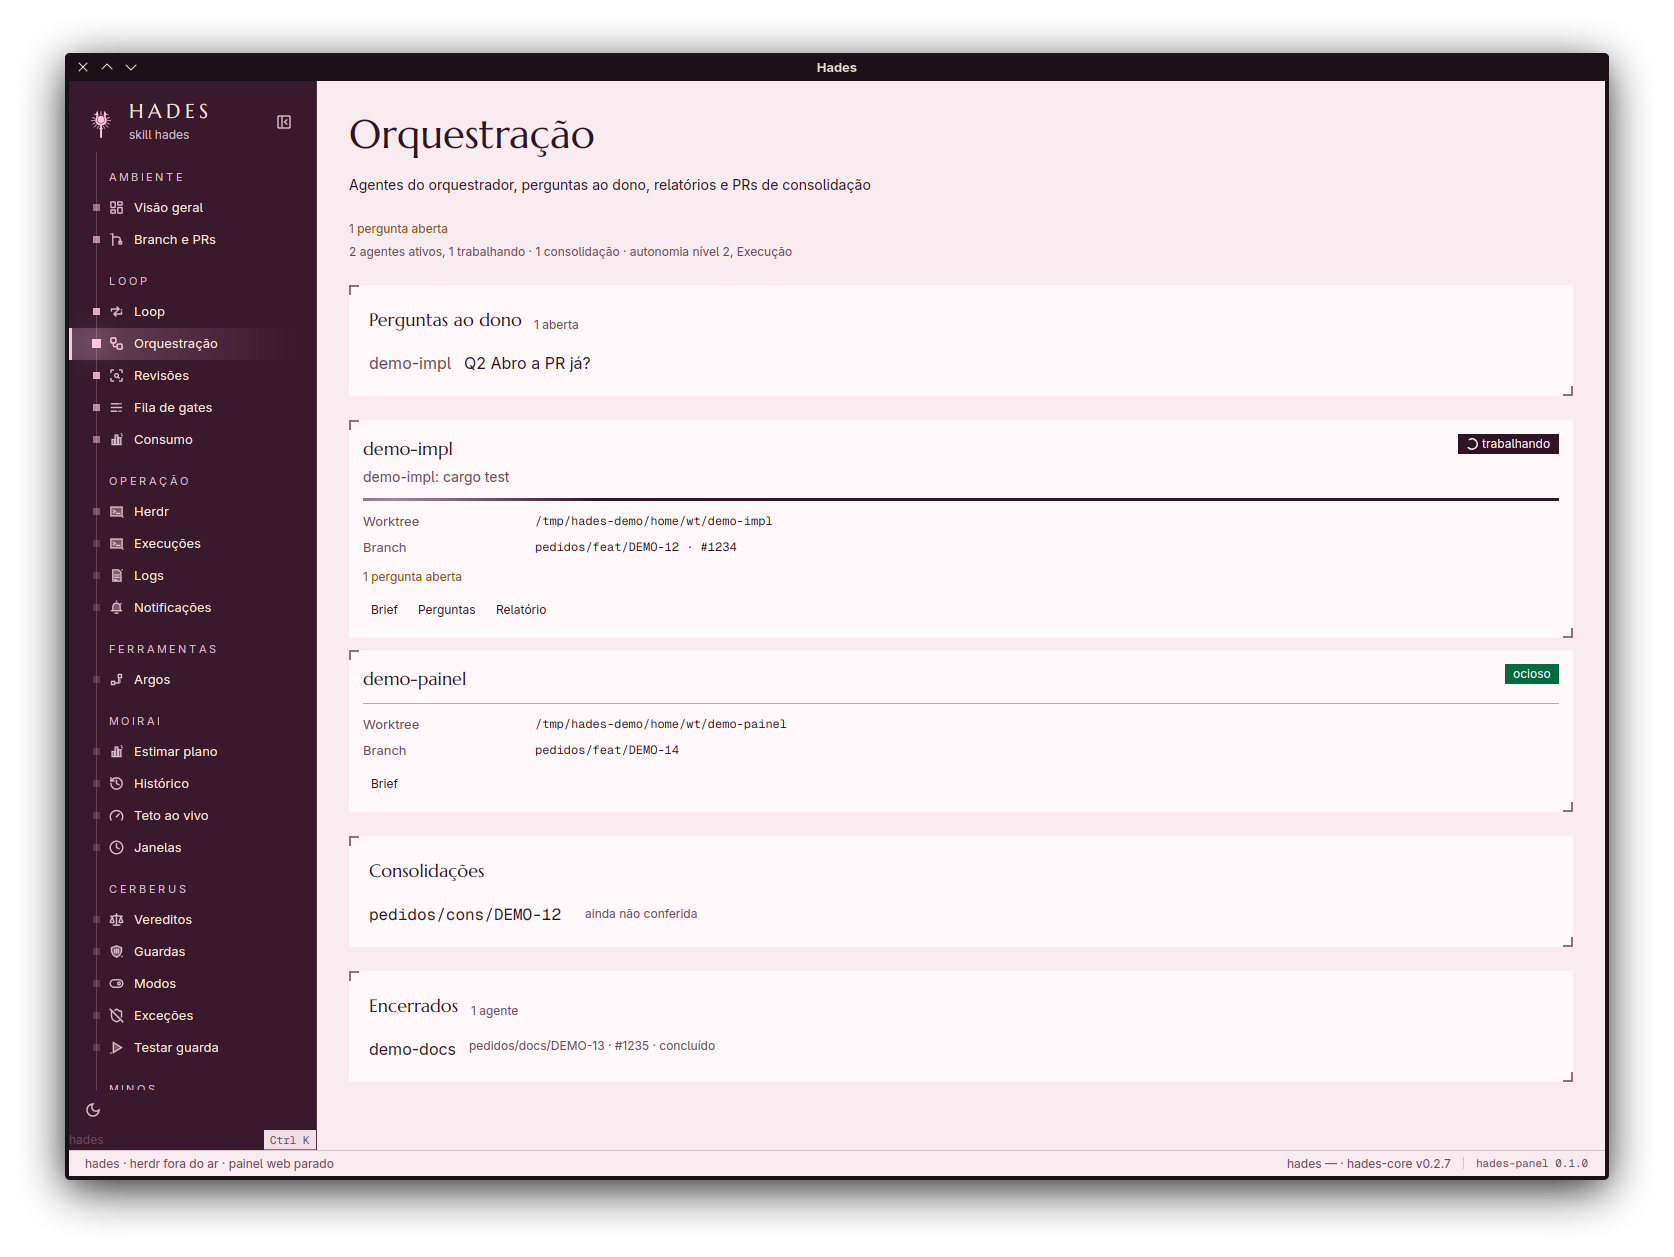 Hades
HADES
skill hades
AMBIENTE
Visão geral
Branch e PRs
LOOP
Loop
Orquestração
Revisões
Fila de gates
Consumo
OPERAÇÃO
Herdr
Execuções
Logs
Notificações
FERRAMENTAS
Argos
MOIRAI
Estimar plano
Histórico
Teto ao vivo
Janelas
CERBERUS
Vereditos
Guardas
Modos
Exceções
Testar guarda
MINOS
hades
Ctrl K
Orquestração
Agentes do orquestrador, perguntas ao dono, relatórios e PRs de consolidação
1 pergunta aberta
2 agentes ativos, 1 trabalhando · 1 consolidação · autonomia nível 2, Execução
Perguntas ao dono 1 aberta
demo-impl Q2 Abro a PR já?
demo-impl trabalhando
demo-impl: cargo test
Worktree /tmp/hades-demo/home/wt/demo-impl
Branch pedidos/feat/DEMO-12 · #1234
1 pergunta aberta
Brief Perguntas Relatório
demo-painel ocioso
Worktree /tmp/hades-demo/home/wt/demo-painel
Branch pedidos/feat/DEMO-14
Brief
Consolidações
pedidos/cons/DEMO-12 ainda não conferida
Encerrados 1 agente
demo-docs pedidos/docs/DEMO-13 · #1235 · concluído
hades · herdr fora do ar · painel web parado
hades — · hades-core v0.2.7 hades-panel 0.1.0